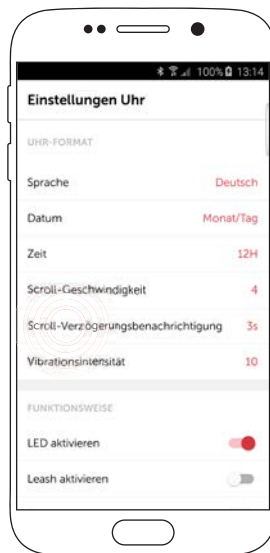 100% 13:14
Einstellungen Uhr
UHR-FORMAT
Sprache Deutsch
Datum Monat/Tag
Zeit 12H
Scroll-Geschwindigkeit 4
Scroll-Verzögerungsbenachrichtigung 3s
Vibrationsintensität 10
FUNKTIONSWEISE
LED aktivieren
Leash aktivieren